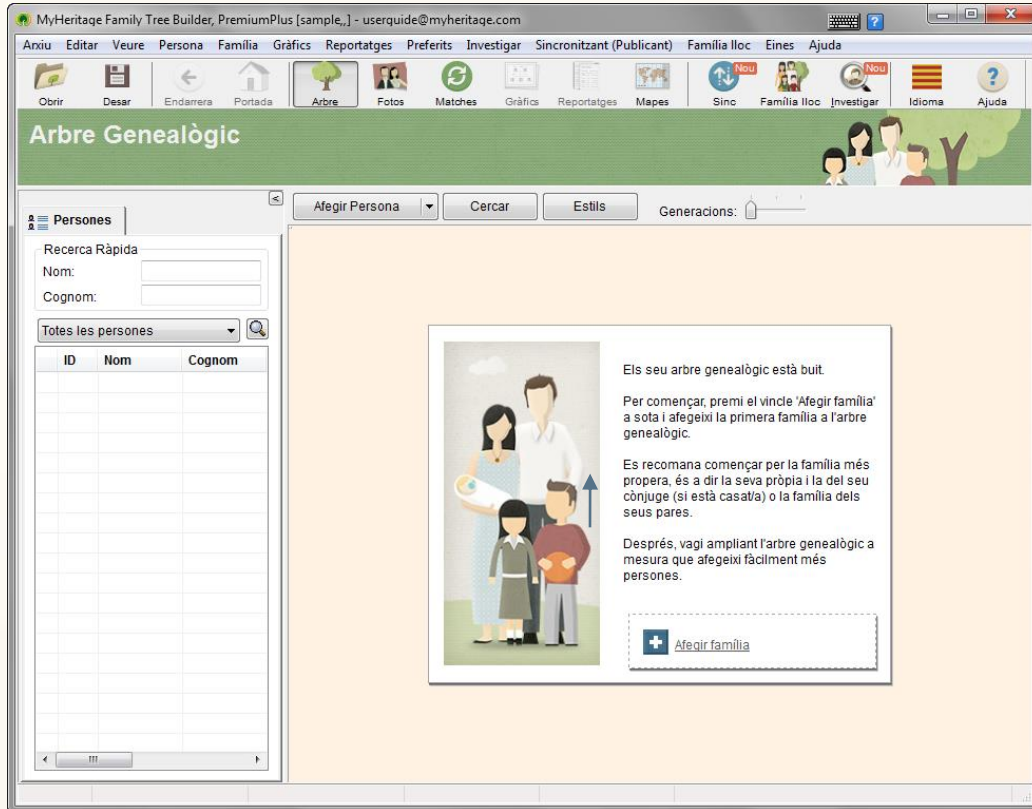 MyHeritage Family Tree Builder, PremiumPlus [sample,,] - userguide@myheritage.com
Arxiu Editar Veure Persona Família Gràfics Reportatges Preferits Investigar Sincronitzant (Publicant) Família lloc Eines Ajuda
Nou Nou
Obrir Desar Endarrera Portada Arbre Fotos Matches Gràfics Reportatges Mapes Sinc Família lloc Investigar Idioma Ajuda
Arbre Genealògic
Persones
Afegir Persona Cercar Estils Generacions:
Recerca Ràpida
Nom:
Cognom:
Totes les persones
ID Nom Cognom
Els seu arbre genealògic està buit.
Per començar, premi el vincle 'Afegir família'
a sota i afegeixi la primera família a l'arbre
genealògic.
Es recomana començar per la família més
propera, és a dir la seva pròpia i la del seu
cònjuge (si està casat/a) o la família dels
seus pares.
Després, vagi ampliant l'arbre genealògic a
mesura que afegeixi fàcilment més
persones.
Afegir família